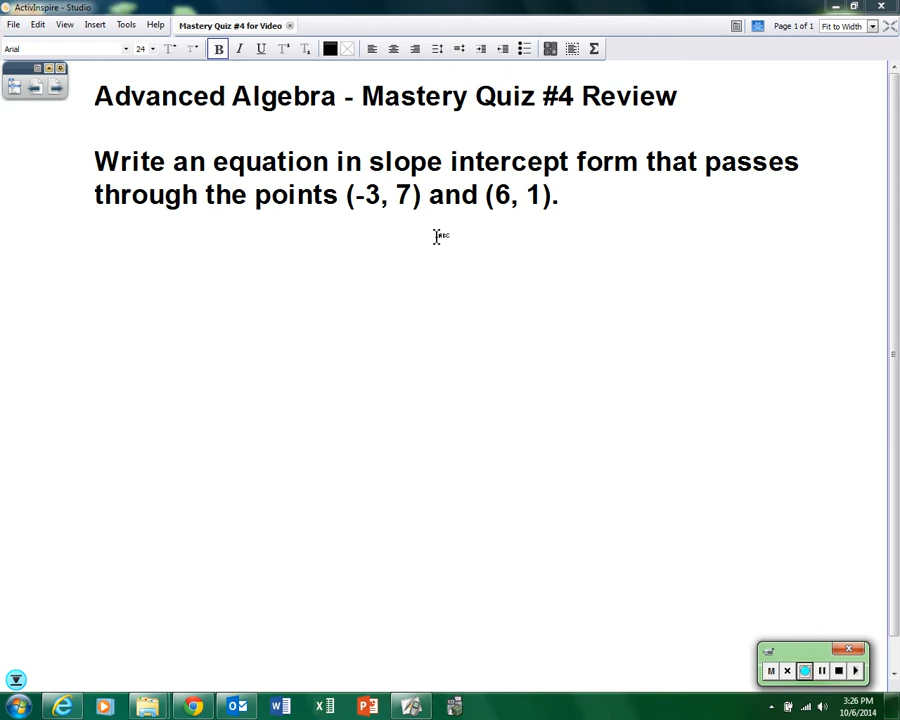 ActivInspire - Studio
File Edit View Insert Tools Help Mastery Quiz #4 for Video Page 1 of 1 Fit to Width
Arial 24 B I U Σ
Advanced Algebra - Mastery Quiz #4 Review
Write an equation in slope intercept form that passes
through the points (-3, 7) and (6, 1).
ABC
M
3:26 PM
10/6/2014